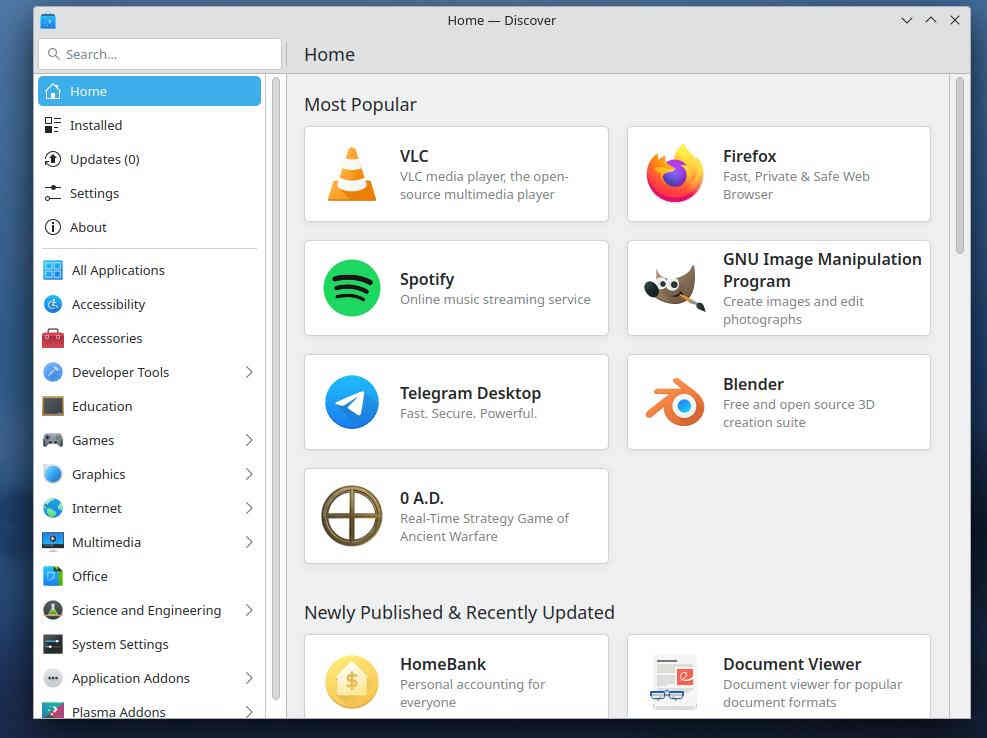 Home — Discover
Search...
Home
Home
Installed
Updates (0)
Settings
About
All Applications
Accessibility
Accessories
Developer Tools
Education
Games
Graphics
Internet
Multimedia
Office
Science and Engineering
System Settings
Application Addons
Plasma Addons
Most Popular
VLC
VLC media player, the open-
source multimedia player
Firefox
Fast, Private & Safe Web
Browser
Spotify
Online music streaming service
GNU Image Manipulation
Program
Create images and edit
photographs
Telegram Desktop
Fast. Secure. Powerful.
Blender
Free and open source 3D
creation suite
0 A.D.
Real-Time Strategy Game of
Ancient Warfare
Newly Published & Recently Updated
HomeBank
Personal accounting for
everyone
Document Viewer
Document viewer for popular
document formats